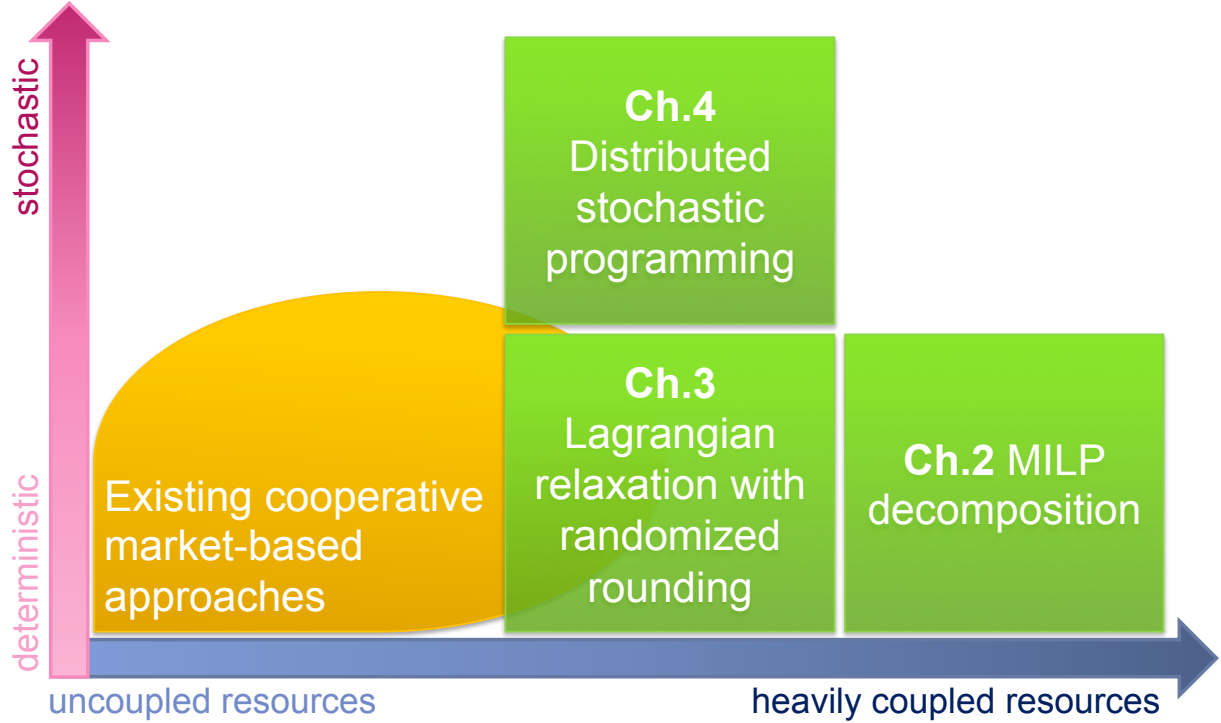 stochastic
deterministic
Ch.4
Distributed
stochastic
programming
Existing cooperative
market-based
approaches
Ch.3
Lagrangian
relaxation with
randomized
rounding
Ch.2 MILP
decomposition
uncoupled resources
heavily coupled resources